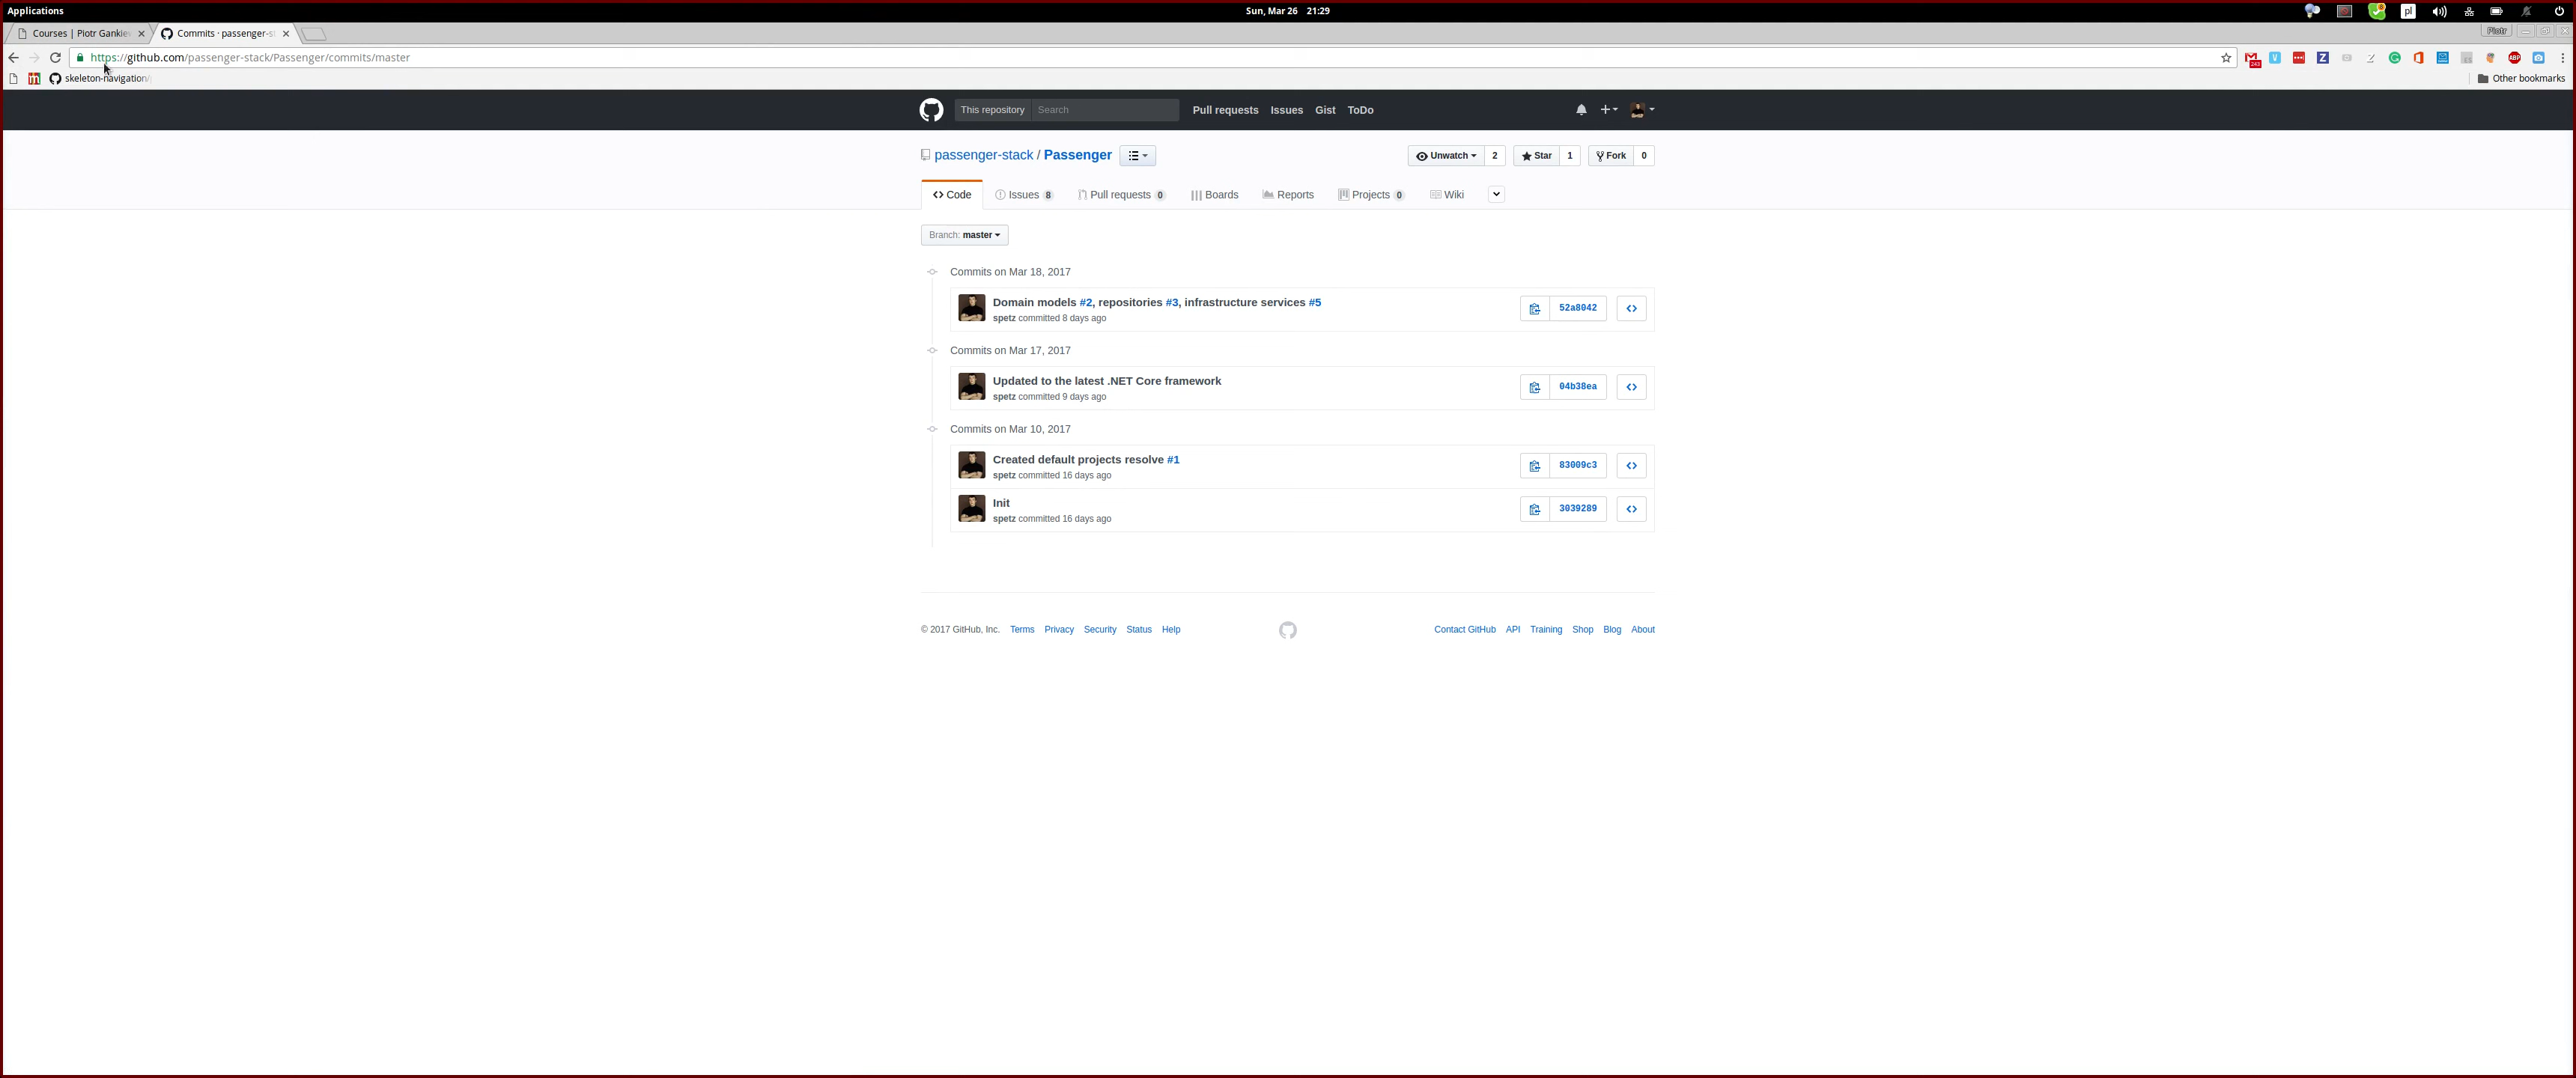 Applications
Sun, Mar 26 21:29
pl
Courses | Piotr Gankiew
Commits · passenger-st
Piotr
https://github.com/passenger-stack/Passenger/commits/master
skeleton-navigation/
Other bookmarks
This repository
Search
Pull requests
Issues
Gist
ToDo
passenger-stack / Passenger
Unwatch 2
Star 1
Fork 0
Code
Issues 8
Pull requests 0
Boards
Reports
Projects 0
Wiki
Branch: master
Commits on Mar 18, 2017
Domain models #2, repositories #3, infrastructure services #5
spetz committed 8 days ago
52a8042
Commits on Mar 17, 2017
Updated to the latest .NET Core framework
spetz committed 9 days ago
04b38ea
Commits on Mar 10, 2017
Created default projects resolve #1
spetz committed 16 days ago
83009c3
Init
spetz committed 16 days ago
3039289
© 2017 GitHub, Inc. Terms Privacy Security Status Help
Contact GitHub API Training Shop Blog About